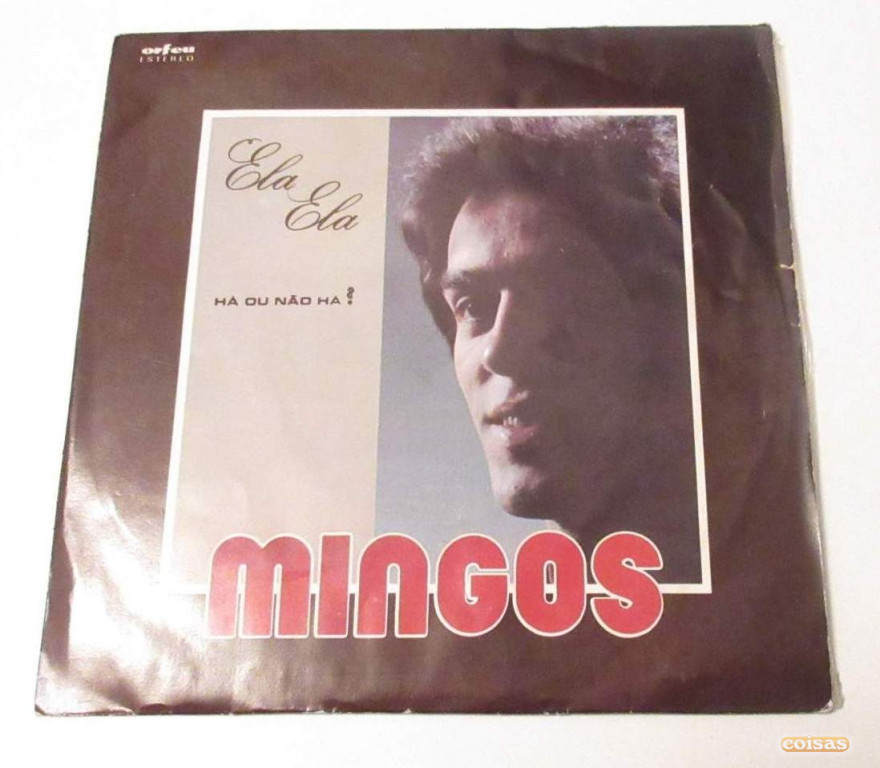 orfeu
ESTEREO
Ela
Ela
HÁ OU NÃO HÁ?
MINGOS
coisas